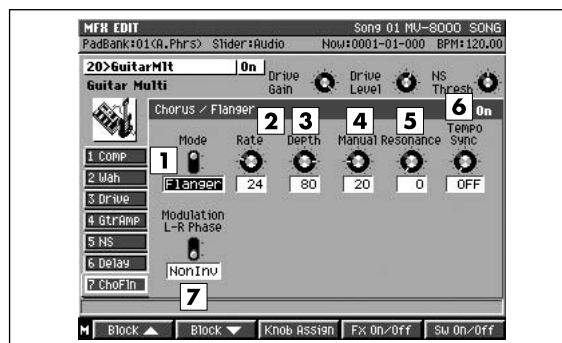 MFX EDIT Song 01 MV-8000 SONG
PadBank:01(A.Phrs) Slider:Audio Now:0001-01-000 BPM:120.00
20>GuitarMlt On
Guitar Multi
Drive Gain
Drive Level
NS Thresh
Chorus / Flanger On
2 3 4 5 6
Mode Rate Depth Manual Resonance Tempo Sync
1
Flanger 24 80 20 0 OFF
1 Comp
2 Wah
3 Drive
4 GtrAmp
5 NS
6 Delay
7 ChoFln
Modulation
L-R Phase
NonInv
7
M Block ▲ Block ▼ Knob Assign Fx On/Off Sw On/Off